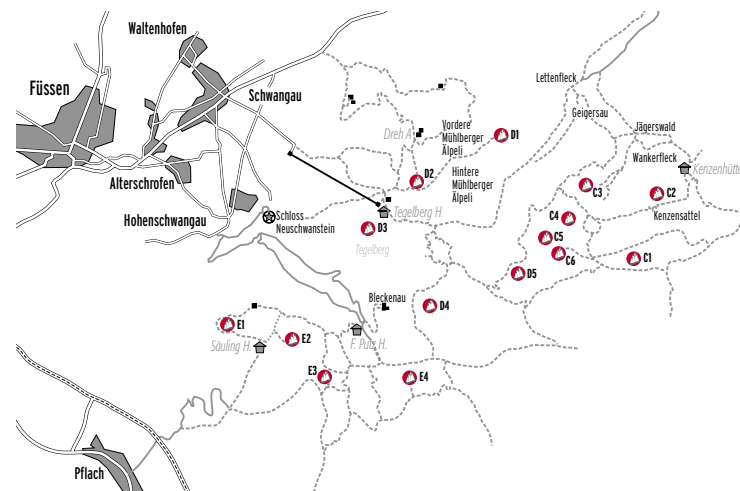 Waltenhofen
Füssen
Schwangau
Lettenfleck
Geigersau
Vordere
Mühlberger
Älpeli
D1
Jägerswald
Dreh A.
Wankerfleck
Kenzenhütte
Hintere
Mühlberger
Älpeli
D2
Alterschrofen
C3
C2
Hohenschwangau
Schloss
Neuschwanstein
Tegelberg H.
C4
Kenzensattel
D3
C5
Tegelberg
C6
C1
D5
Bleckenau
D4
E1
E2
Säuling H.
F. Putz H.
E3
E4
Pflach